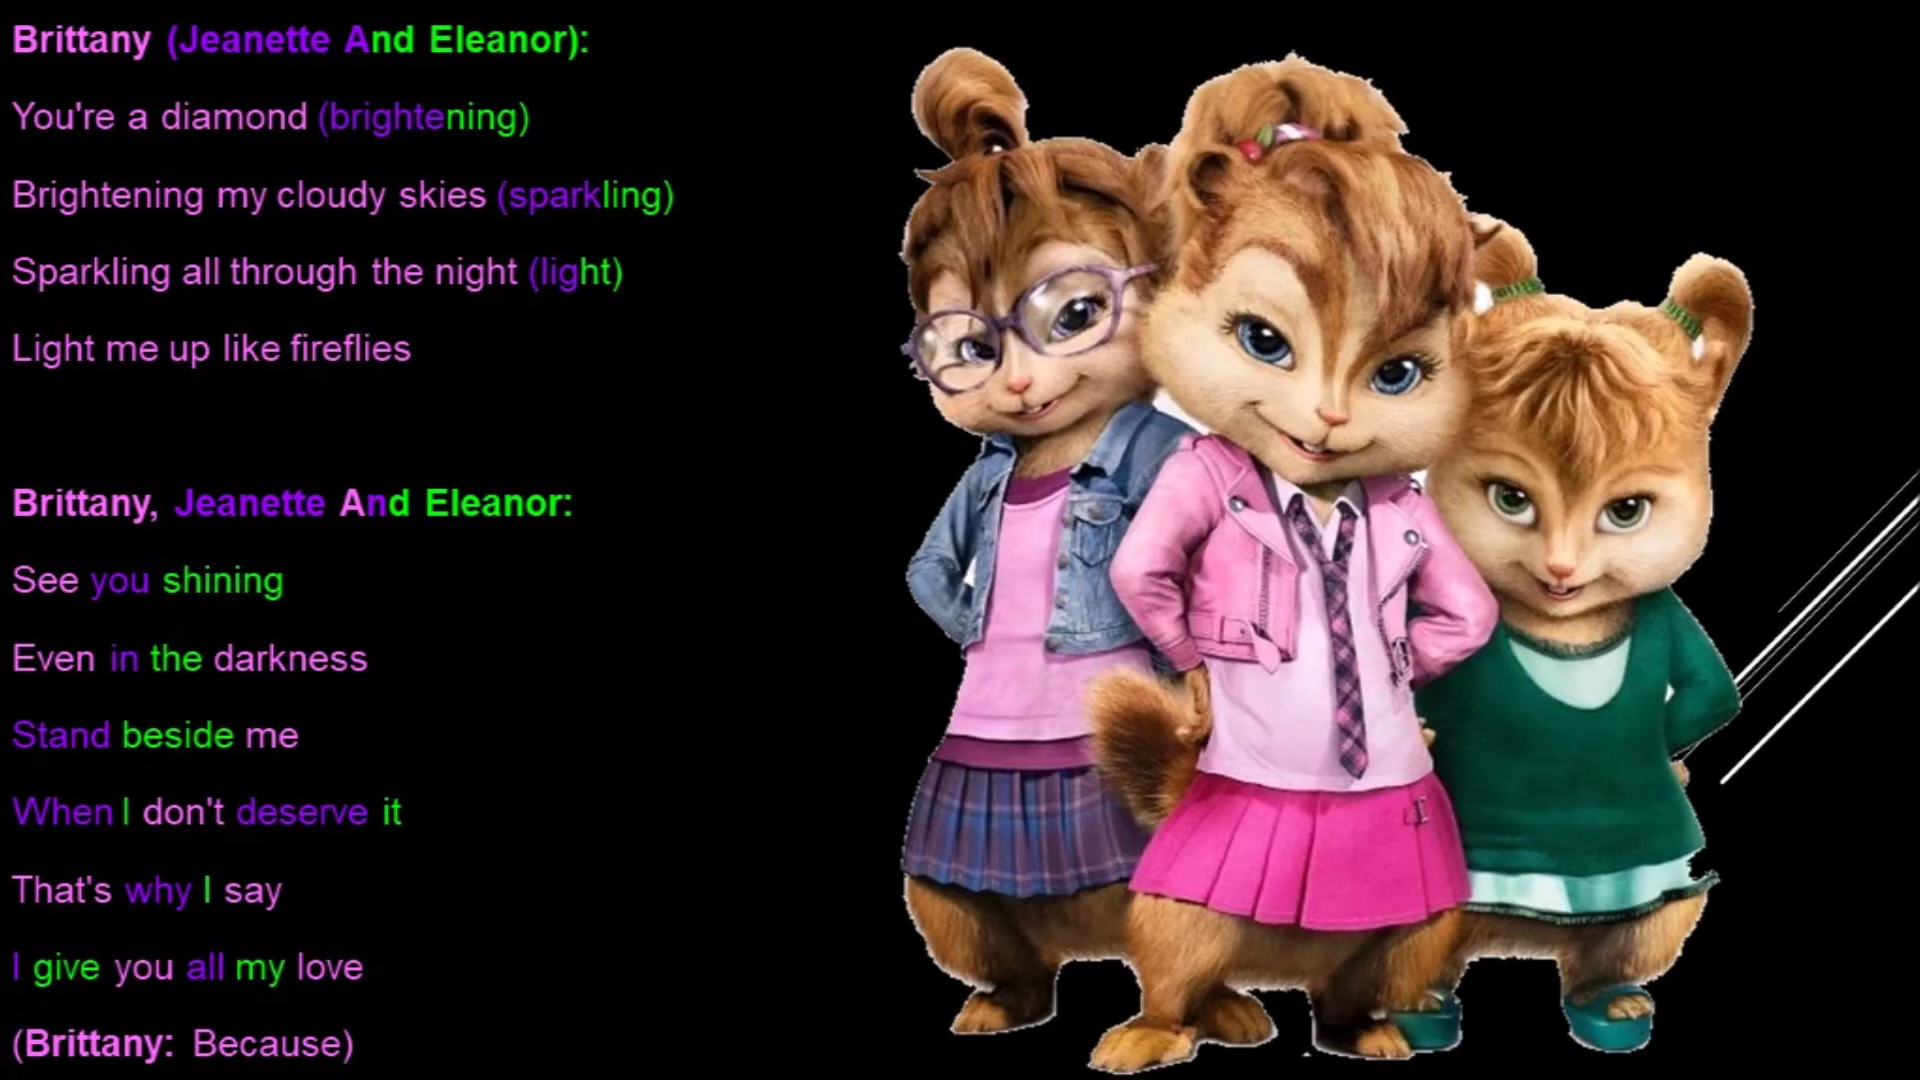 Brittany (Jeanette And Eleanor):
You're a diamond (brightening)
Brightening my cloudy skies (sparkling)
Sparkling all through the night (light)
Light me up like fireflies
Brittany, Jeanette And Eleanor:
See you shining
Even in the darkness
Stand beside me
When I don't deserve it
That's why I say
I give you all my love
(Brittany: Because)